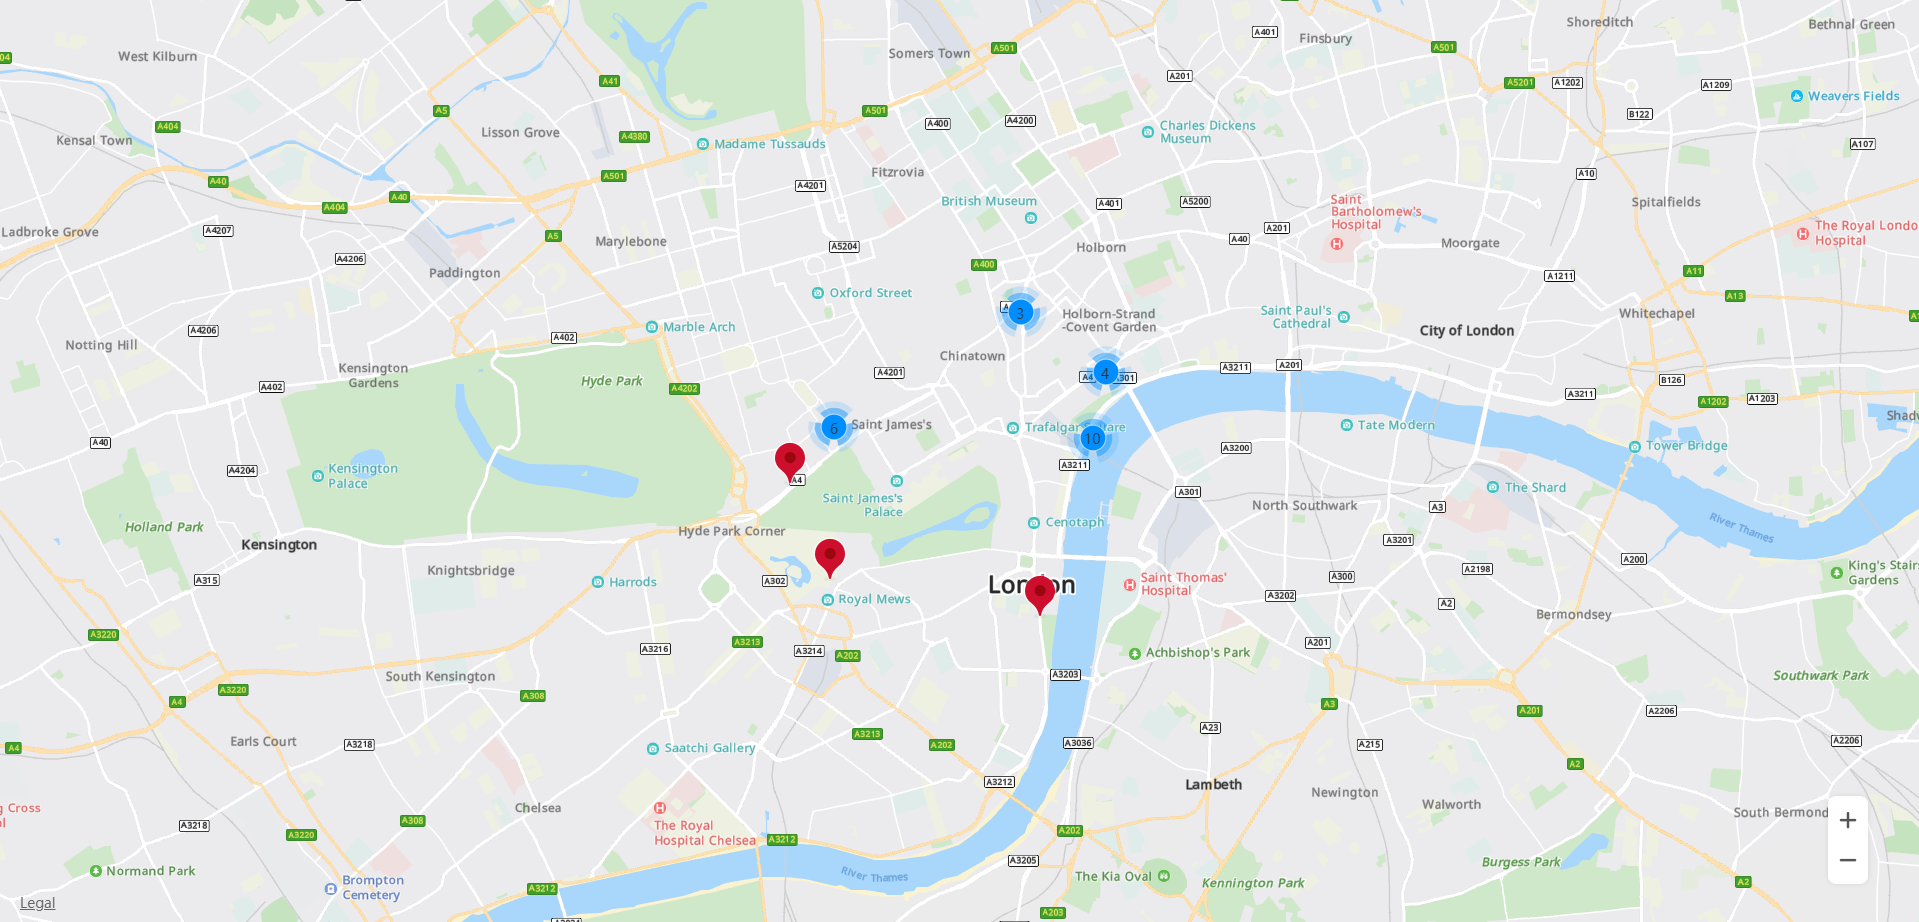 Shoreditch
Bethnal Green
A401
Finsbury
A501
A501
Somers Town
West Kilburn
04
A41
A201
A5201
A1202
A1209
Weavers Fields
A5
A501
B122
A400
A4200
Charles Dickens
Museum
A404
Lisson Grove
A4380
Kensal Town
Madame Tussauds
A107
Fitzrovia
A501
A10
A40
A4201
A40
A404
British Museum
A401
A5200
Saint
Bartholomew's
Hospital
Spitalfields
A4207
Ladbroke Grove
A5
Marylebone
A5204
Holborn
A40
A201
Moorgate
The Royal Londo
Hospital
A4206
Paddington
A400
A11
A1211
Oxford Street
A13
3
Holborn-Strand
-Covent Garden
Saint Paul's
Cathedral
Whitechapel
A1
A4206
Marble Arch
City of London
A402
Notting Hill
Chinatown
Kensington
Gardens
Hyde Park
A402
A4202
A4201
A4
4
A301
A3211
A201
B126
A3211
A1202
A1203
Shadw
6
Saint James's
Trafalgar Square
10
Tate Modern
A40
A3200
Tower Bridge
A4204
Kensington
Palace
A4
A3211
Saint James's
Palace
A301
The Shard
North Southwark
A3
River Thames
Holland Park
Hyde Park Corner
Cenotaph
Kensington
A3201
A200
Knightsbridge
A2198
King's Stairs
Gardens
A315
Harrods
A302
London
Saint Thomas'
Hospital
A300
A3202
A2
Royal Mews
Bermondsey
A3220
A3213
A3216
A3214
A202
A201
Achbishop's Park
South Kensington
A3203
Southwark Park
A3220
A308
A4
A3
A201
A2206
A23
Earls Court
A3218
A3213
A202
A3036
A215
A2206
A4
Saatchi Gallery
A2
A3212
Lambeth
Newington
g Cross
al
Chelsea
Walworth
South Bermond
A3218
A308
A3220
The Royal
Hospital Chelsea
A3212
A202
+
A3205
Burgess Park
−
Normand Park
Brompton
Cemetery
River Thames
The Kia Oval
Kennington Park
A3212
A2
Legal
A203